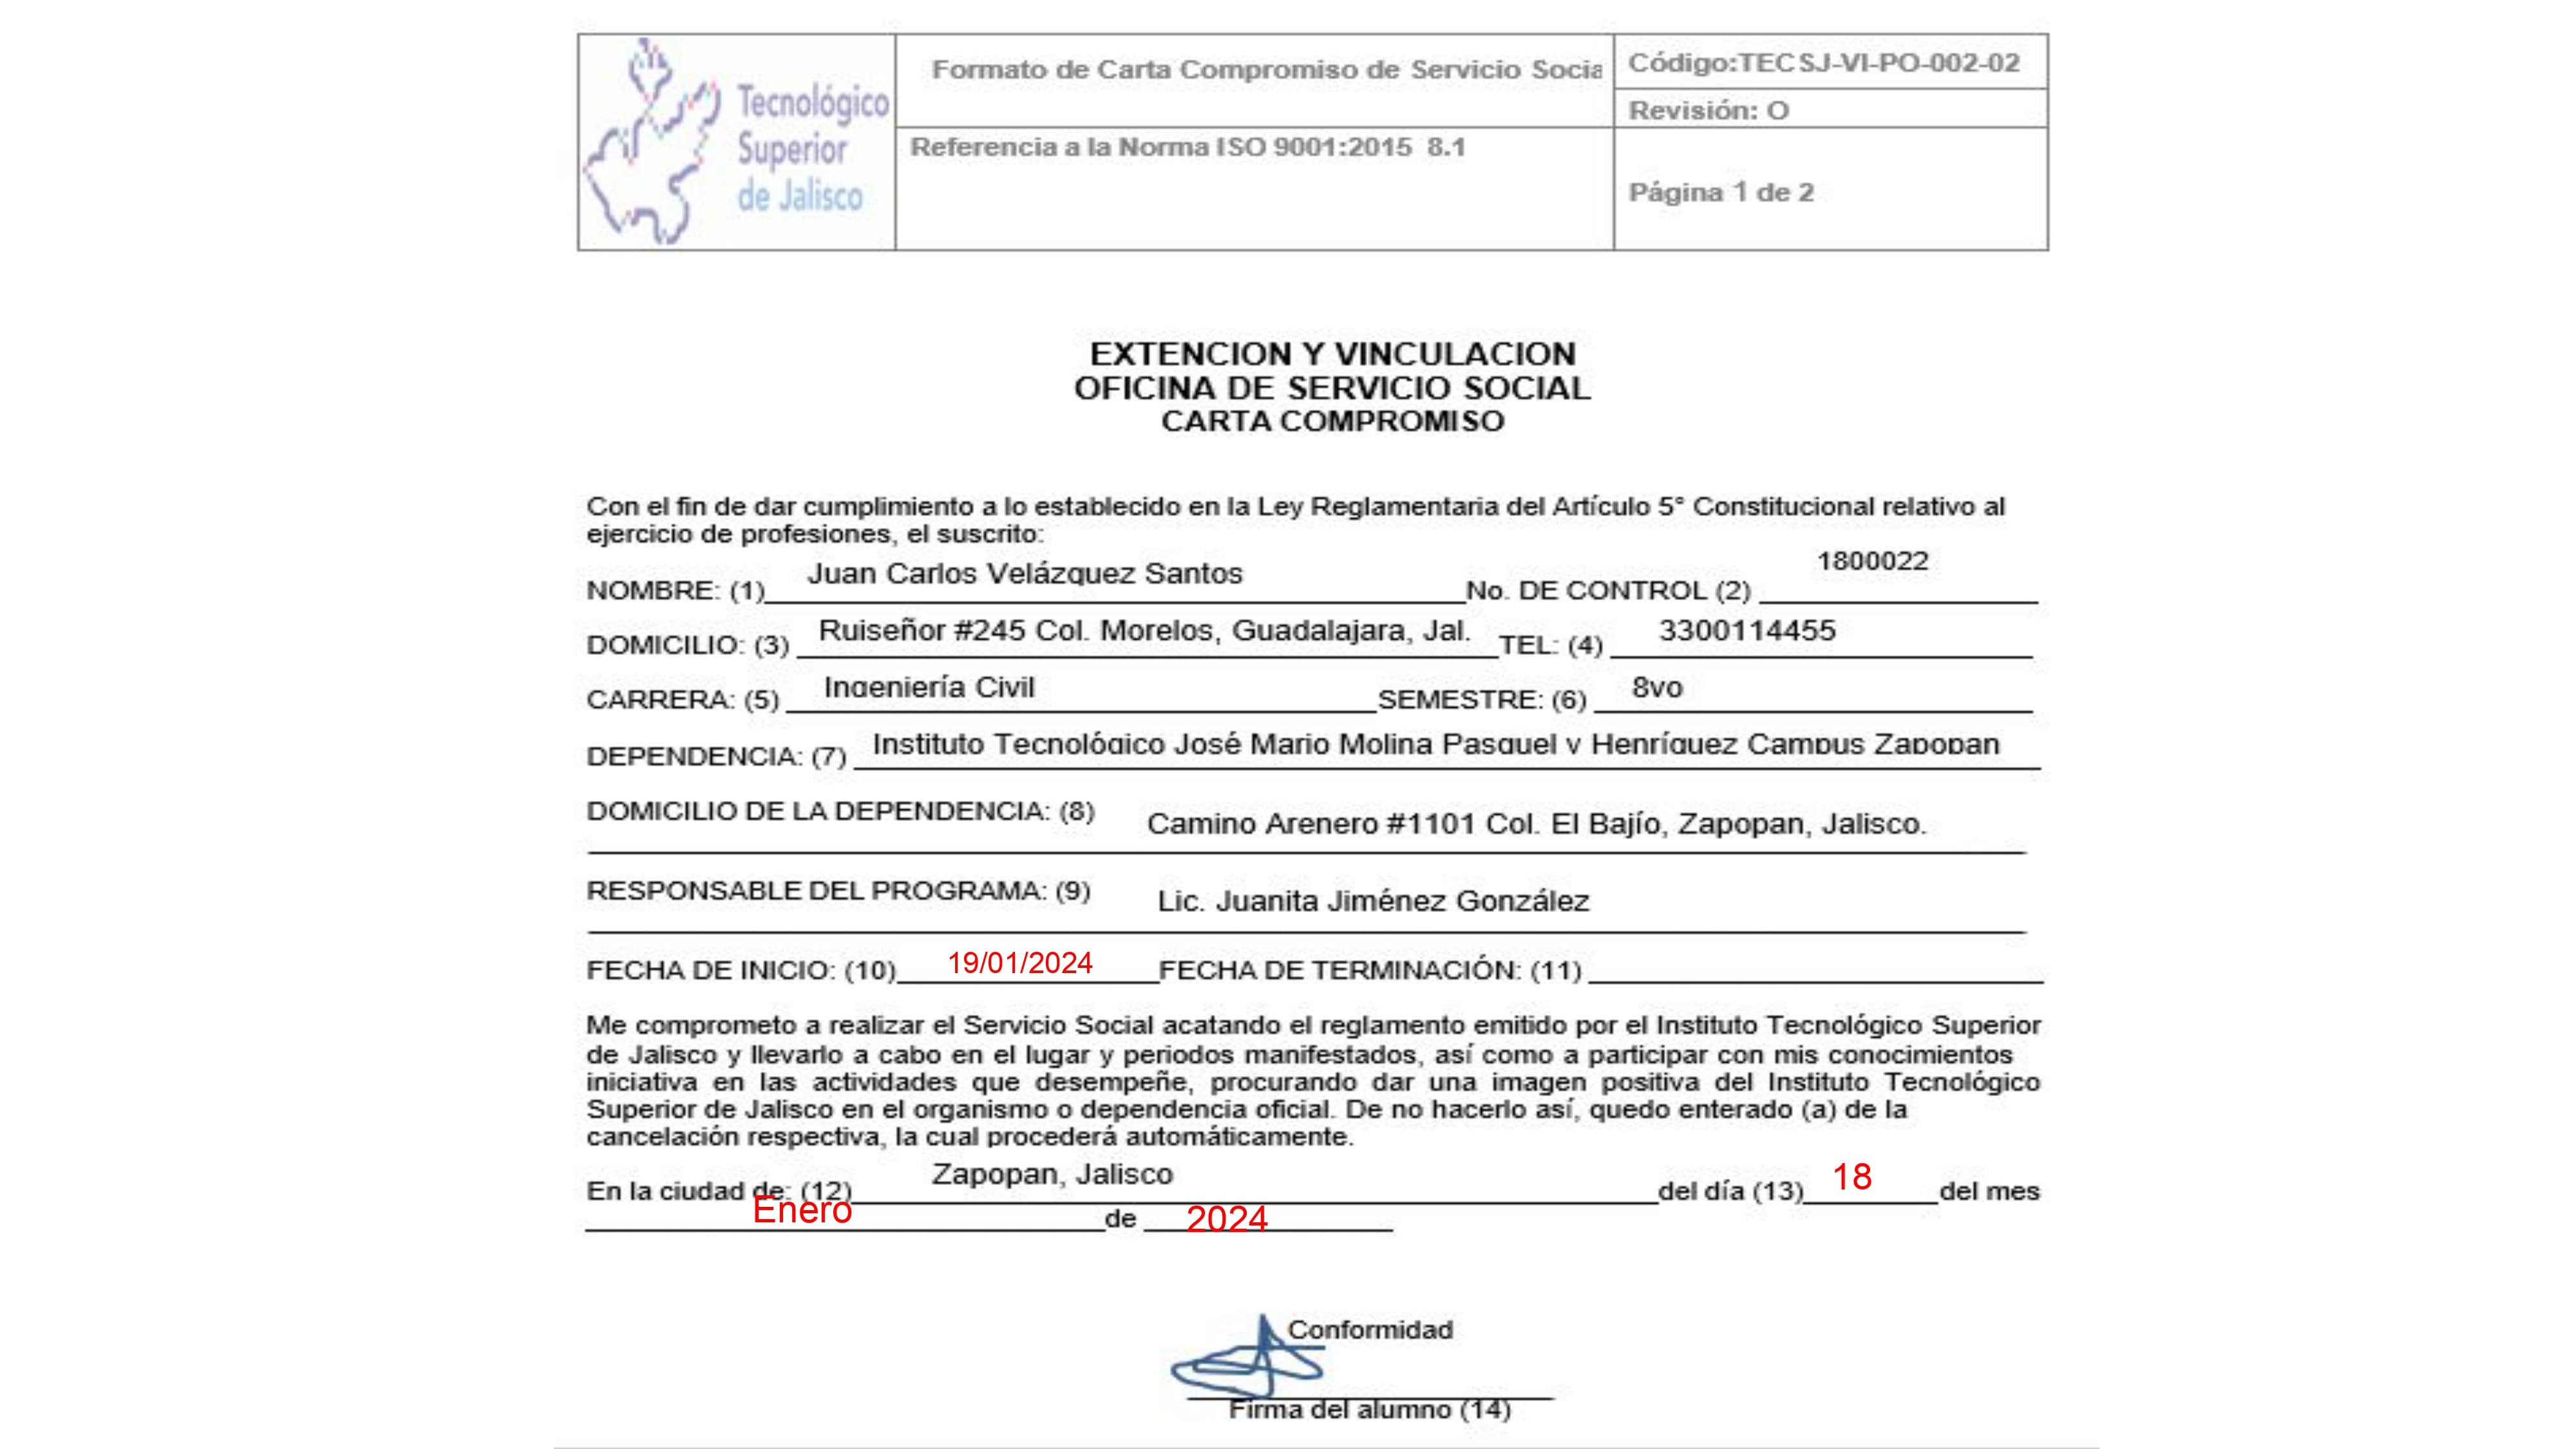 Tecnológico
Superior
de Jalisco
Formato de Carta Compromiso de Servicio Socia
Código:TECSJ-VI-PO-002-02
Revisión: O
Referencia a la Norma ISO 9001:2015 8.1
Página 1 de 2
EXTENCION Y VINCULACION
OFICINA DE SERVICIO SOCIAL
CARTA COMPROMISO
Con el fin de dar cumplimiento a lo establecido en la Ley Reglamentaria del Artículo 5° Constitucional relativo al
ejercicio de profesiones, el suscrito:
NOMBRE: (1) Juan Carlos Velázquez Santos No. DE CONTROL (2) 1800022
DOMICILIO: (3) Ruiseñor #245 Col. Morelos, Guadalajara, Jal. TEL: (4) 3300114455
CARRERA: (5) Ingeniería Civil SEMESTRE: (6) 8vo
DEPENDENCIA: (7) Instituto Tecnológico José Mario Molina Pasquel y Henríquez Campus Zapopan
DOMICILIO DE LA DEPENDENCIA: (8) Camino Arenero #1101 Col. El Bajío, Zapopan, Jalisco.
RESPONSABLE DEL PROGRAMA: (9) Lic. Juanita Jiménez González
FECHA DE INICIO: (10) 19/01/2024 FECHA DE TERMINACIÓN: (11)
Me comprometo a realizar el Servicio Social acatando el reglamento emitido por el Instituto Tecnológico Superior
de Jalisco y llevarlo a cabo en el lugar y periodos manifestados, así como a participar con mis conocimientos
iniciativa en las actividades que desempeñe, procurando dar una imagen positiva del Instituto Tecnológico
Superior de Jalisco en el organismo o dependencia oficial. De no hacerlo así, quedo enterado (a) de la
cancelación respectiva, la cual procederá automáticamente.
En la ciudad de: (12) Zapopan, Jalisco del día (13) 18 del mes
Enero de 2024
Conformidad
Firma del alumno (14)